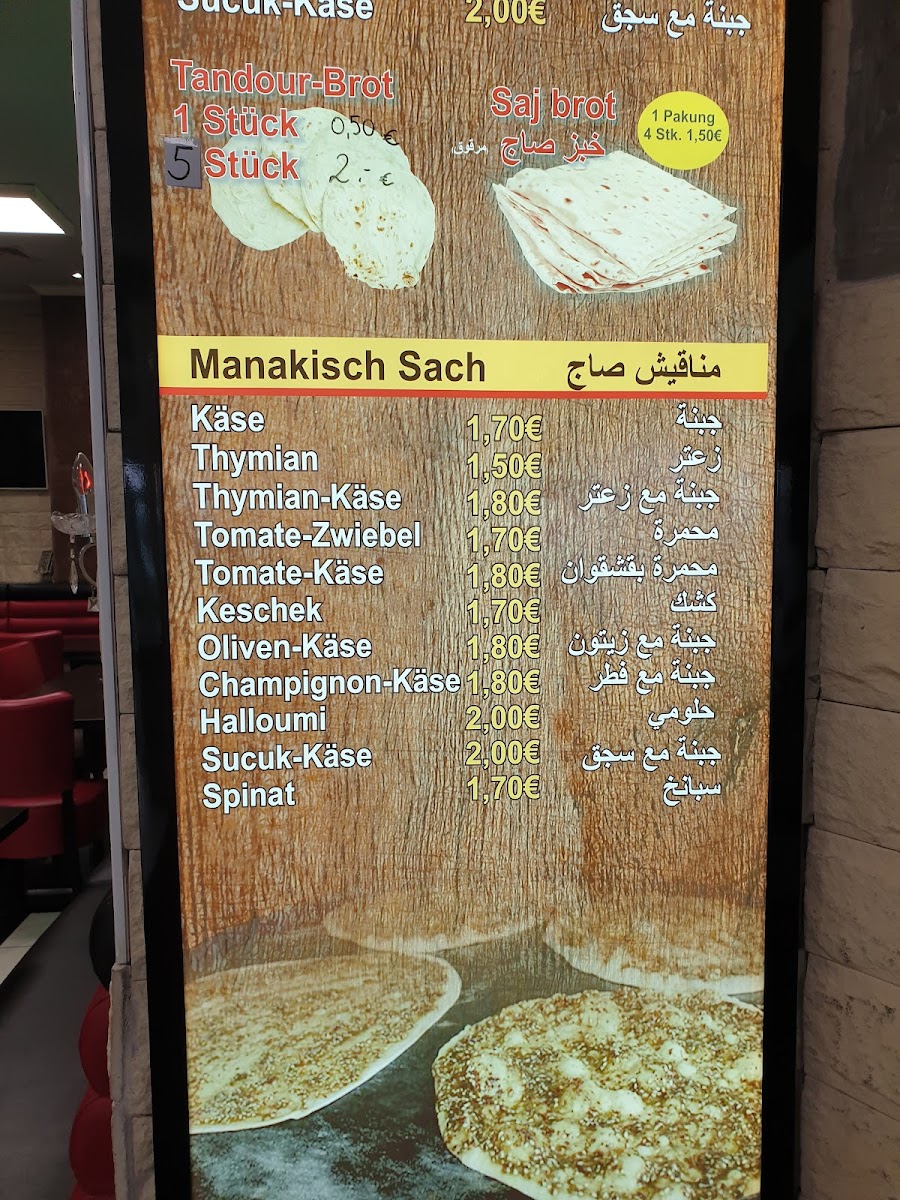 Sucuk-Käse 2,00€ جبنة مع سجق
Tandour-Brot
1 Stück 0,50 €
5 Stück 2.- €
Saj brot
خبز صاج مرقوق
1 Pakung
4 Stk. 1,50€
Manakisch Sach مناقيش صاج
Käse 1,70€ جبنة
Thymian 1,50€ زعتر
Thymian-Käse 1,80€ جبنة مع زعتر
Tomate-Zwiebel 1,70€ محمرة
Tomate-Käse 1,80€ محمرة بقشقوان
Keschek 1,70€ كشك
Oliven-Käse 1,80€ جبنة مع زيتون
Champignon-Käse 1,80€ جبنة مع فطر
Halloumi 2,00€ حلومي
Sucuk-Käse 2,00€ جبنة مع سجق
Spinat 1,70€ سبانخ